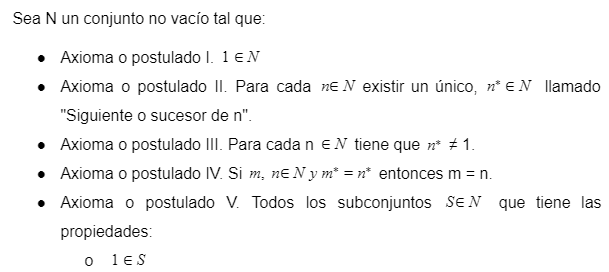 Sea N un conjunto no vacío tal que:
● Axioma o postulado I. 1 ∈ N
● Axioma o postulado II. Para cada n∈ N existir un único, n* ∈ N llamado
"Siguiente o sucesor de n".
● Axioma o postulado III. Para cada n ∈ N tiene que n* ≠ 1.
● Axioma o postulado IV. Si m, n∈ N y m* = n* entonces m = n.
● Axioma o postulado V. Todos los subconjuntos S∈ N que tiene las
propiedades:
o 1 ∈ S